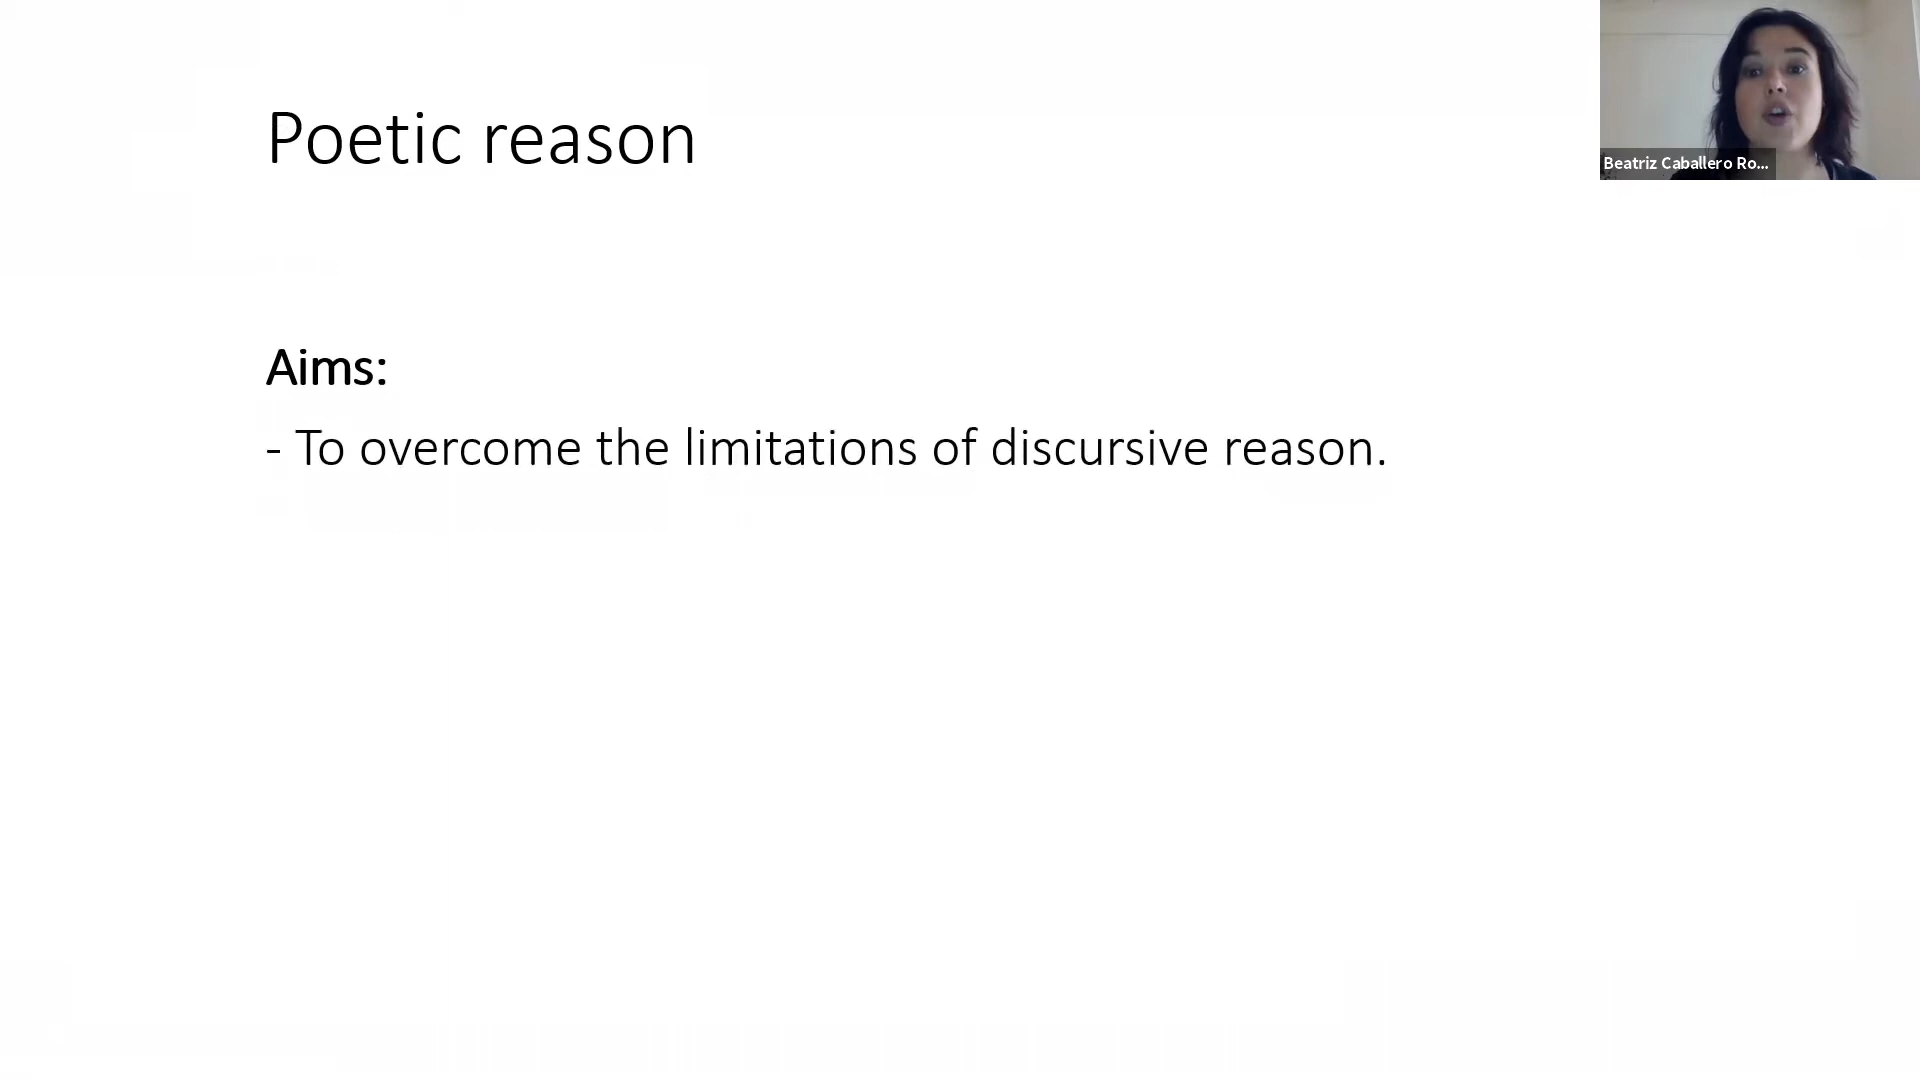 Poetic reason
Beatriz Caballero Ro...
Aims:
- To overcome the limitations of discursive reason.